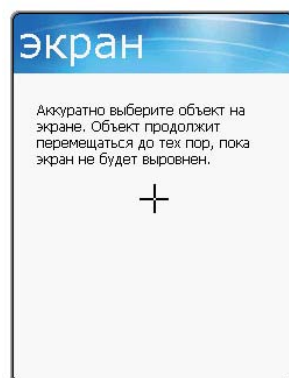 экран
Аккуратно выберите объект на
экране. Объект продолжит
перемещаться до тех пор, пока
экран не будет выровнен.